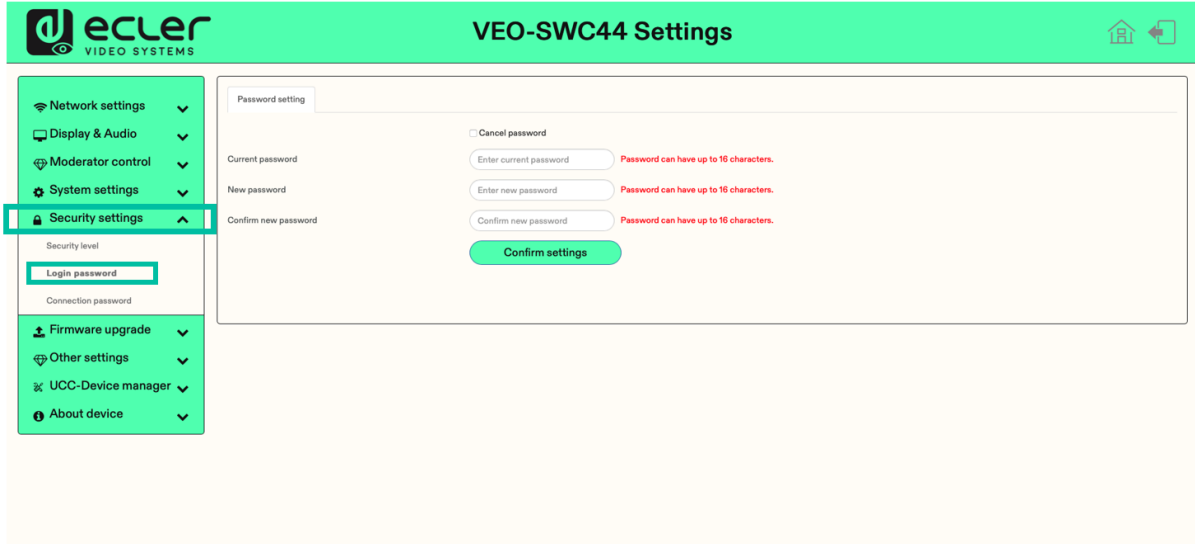 ecler
VIDEO SYSTEMS
VEO-SWC44 Settings
Network settings
Display & Audio
Moderator control
System settings
Security settings
Security level
Login password
Connection password
Firmware upgrade
Other settings
UCC-Device manager
About device
Password setting
Cancel password
Current password Enter current password Password can have up to 16 characters.
New password Enter new password Password can have up to 16 characters.
Confirm new password Confirm new password Password can have up to 16 characters.
Confirm settings